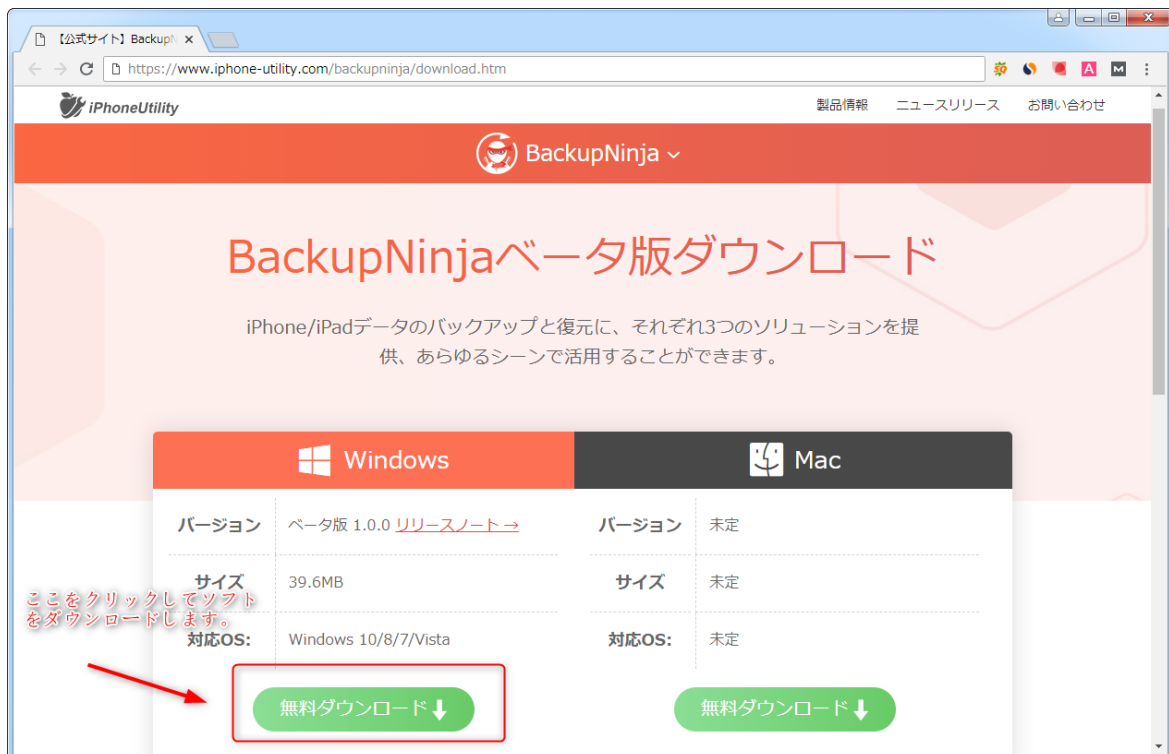 【公式サイト】Backup
https://www.iphone-utility.com/backupninja/download.htm
iPhoneUtility
製品情報 ニュースリリース お問い合わせ
BackupNinja
BackupNinjaベータ版ダウンロード
iPhone/iPadデータのバックアップと復元に、それぞれ3つのソリューションを提
供、あらゆるシーンで活用することができます。
Windows
バージョン ベータ版 1.0.0 リリースノート →
サイズ 39.6MB
対応OS: Windows 10/8/7/Vista
無料ダウンロード
Mac
バージョン 未定
サイズ 未定
対応OS: 未定
無料ダウンロード
ここをクリックしてソフト
をダウンロードします。